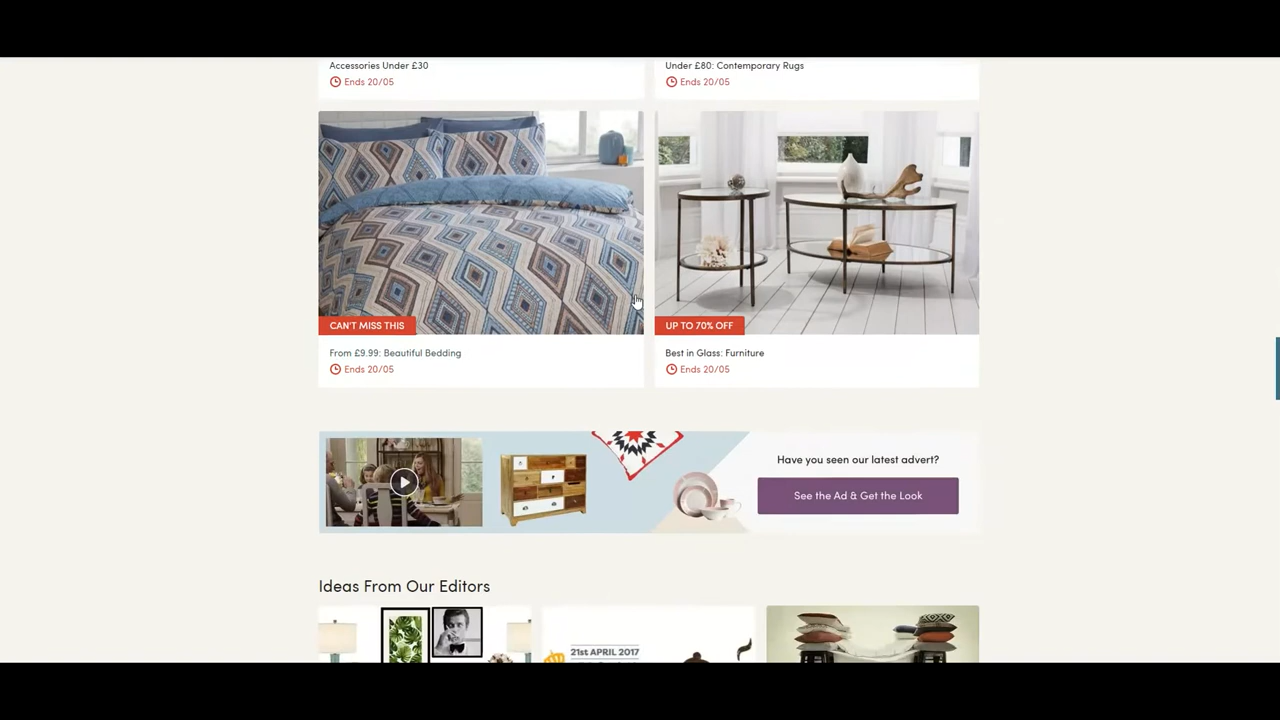 Accessories Under £30
Ends 20/05
Under £80: Contemporary Rugs
Ends 20/05
CAN'T MISS THIS
From £9.99: Beautiful Bedding
Ends 20/05
UP TO 70% OFF
Best in Glass: Furniture
Ends 20/05
Have you seen our latest advert?
See the Ad & Get the Look
Ideas From Our Editors
21st APRIL 2017